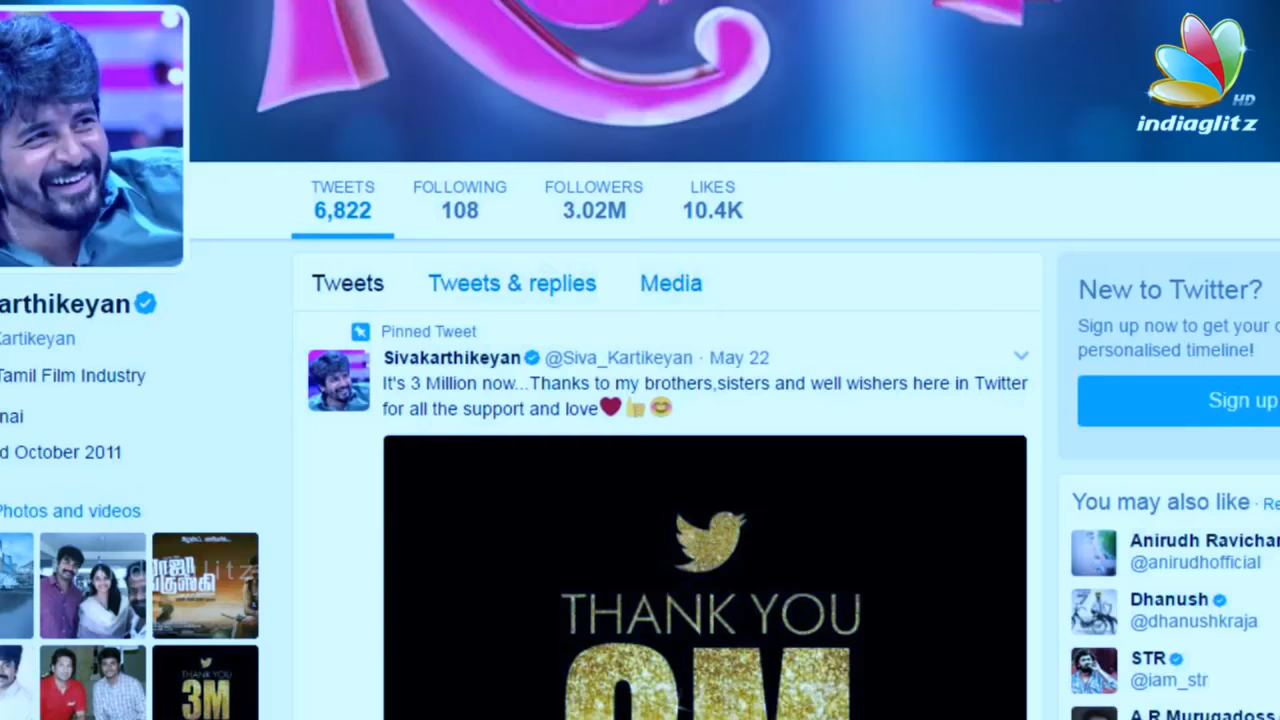 HD
indiaglitz
TWEETS FOLLOWING FOLLOWERS LIKES
6,822 108 3.02M 10.4K
arthikeyan
Kartikeyan
Tamil Film Industry
nai
d October 2011
Photos and videos
THANK YOU
3M
Tweets Tweets & replies Media
Pinned Tweet
Sivakarthikeyan @Siva_Kartikeyan · May 22
It's 3 Million now...Thanks to my brothers,sisters and well wishers here in Twitter
for all the support and love❤👍😊
THANK YOU
New to Twitter?
Sign up now to get your
personalised timeline!
Sign up
You may also like · Re
Anirudh Ravichan
@anirudhofficial
Dhanush
@dhanushkraja
STR
@iam_str
A.R.Murugadoss